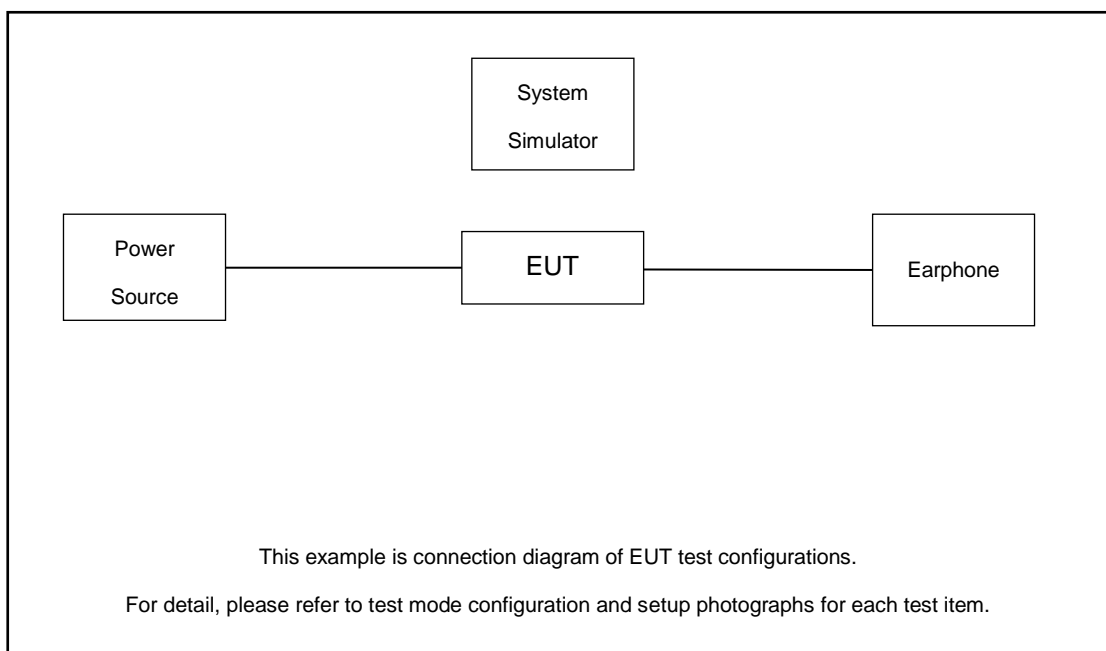 System
Simulator
Power
Source
EUT
Earphone
This example is connection diagram of EUT test configurations.
For detail, please refer to test mode configuration and setup photographs for each test item.